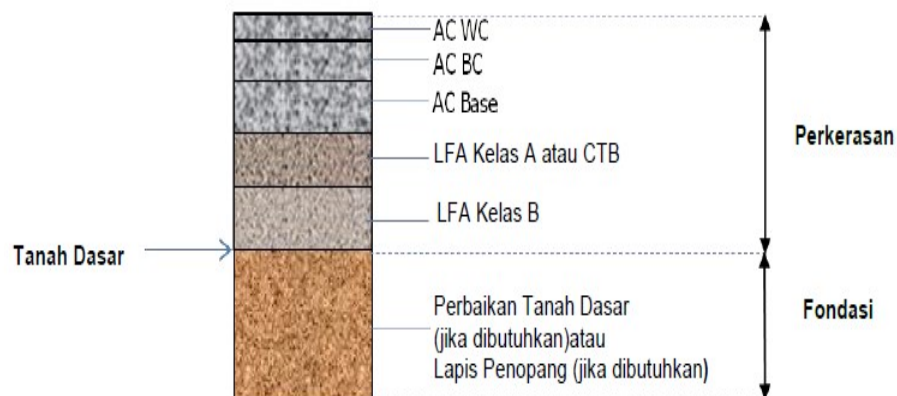 AC WC
AC BC
AC Base
LFA Kelas A atau CTB
LFA Kelas B
Perkerasan
Tanah Dasar
Perbaikan Tanah Dasar
(jika dibutuhkan)atau
Lapis Penopang (jika dibutuhkan)
Fondasi